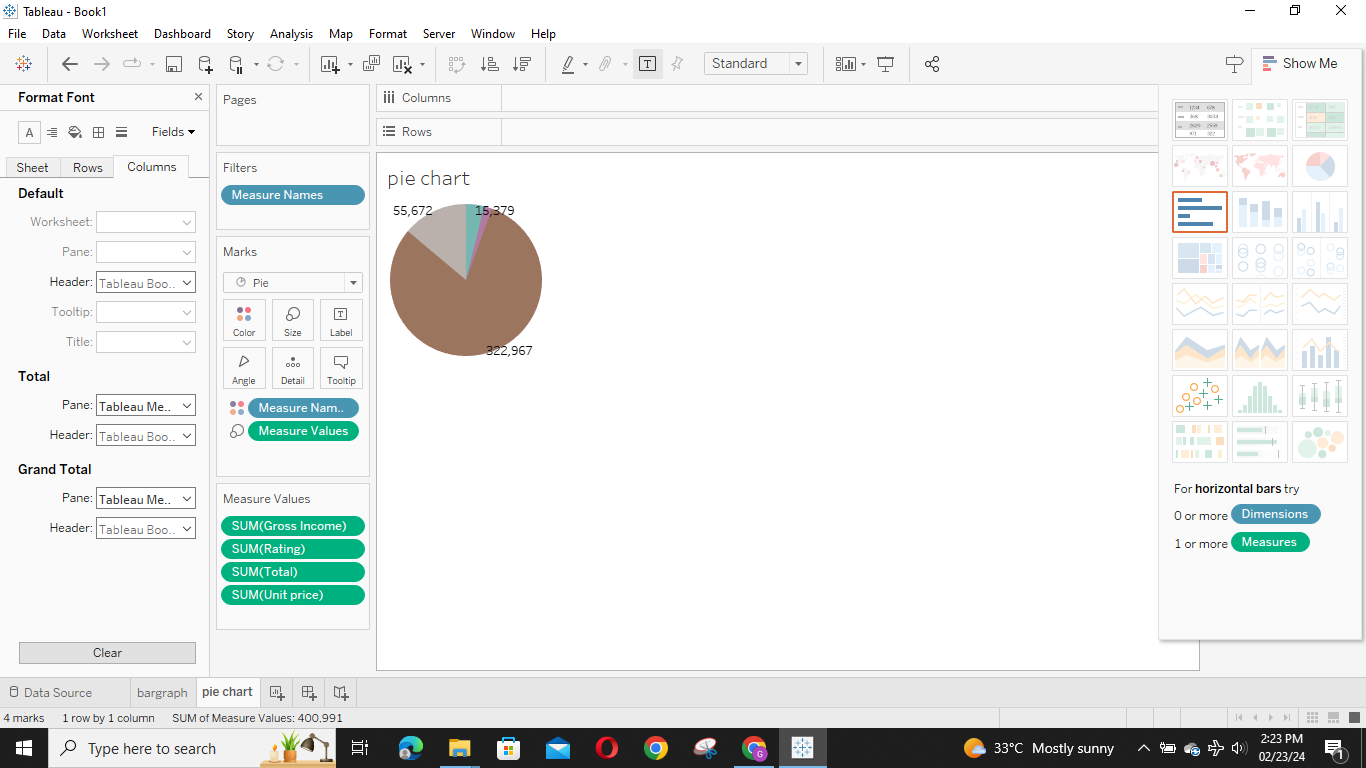 Tableau - Book1
File Data Worksheet Dashboard Story Analysis Map Format Server Window Help
Standard
Show Me
Format Font
Fields
Sheet Rows Columns
Default
Worksheet:
Pane:
Header: Tableau Boo..
Tooltip:
Title:
Total
Pane: Tableau Me..
Header: Tableau Boo..
Grand Total
Pane: Tableau Me..
Header: Tableau Boo..
Clear
Pages
Filters
Measure Names
Marks
Pie
Color Size Label
Angle Detail Tooltip
Measure Nam..
Measure Values
Measure Values
SUM(Gross Income)
SUM(Rating)
SUM(Total)
SUM(Unit price)
Columns
Rows
pie chart
55,672 15,379
322,967
For horizontal bars try
0 or more Dimensions
1 or more Measures
Data Source bargraph pie chart
4 marks 1 row by 1 column SUM of Measure Values: 400,991
Type here to search
33°C Mostly sunny
2:23 PM
02/23/24
1